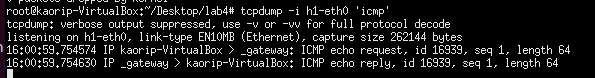 root@kaorip-VirtualBox:~/Desktop/lab4# tcpdump -i h1-eth0 'icmp'
tcpdump: verbose output suppressed, use -v or -vv for full protocol decode
listening on h1-eth0, link-type EN10MB (Ethernet), capture size 262144 bytes
16:00:59.754574 IP kaorip-VirtualBox > _gateway: ICMP echo request, id 16939, seq 1, length 64
16:00:59.754630 IP _gateway > kaorip-VirtualBox: ICMP echo reply, id 16939, seq 1, length 64